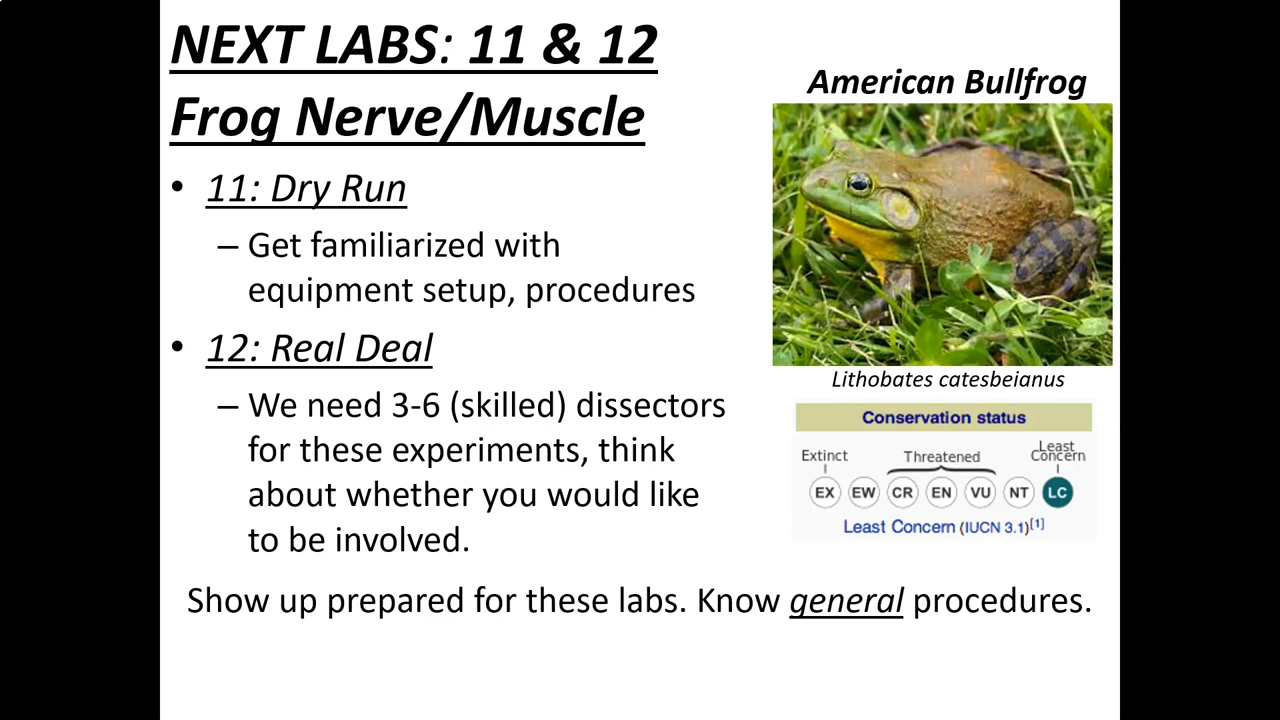 NEXT LABS: 11 & 12
Frog Nerve/Muscle
• 11: Dry Run
– Get familiarized with
equipment setup, procedures
• 12: Real Deal
– We need 3-6 (skilled) dissectors
for these experiments, think
about whether you would like
to be involved.
American Bullfrog
Lithobates catesbeianus
Conservation status
Extinct
Threatened
Least
Concern
EX EW CR EN VU NT LC
Least Concern (IUCN 3.1)[1]
Show up prepared for these labs. Know general procedures.